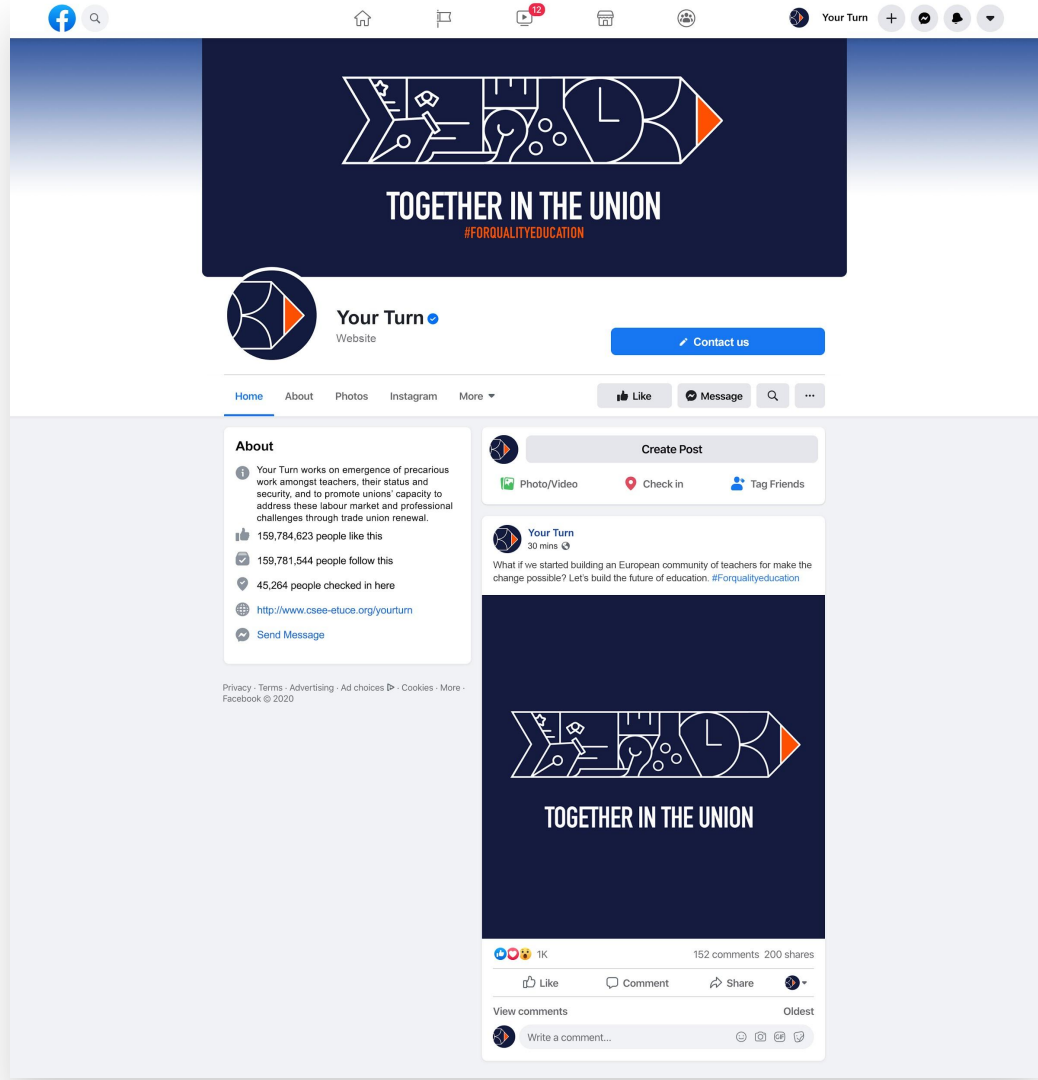 12
Your Turn
TOGETHER IN THE UNION
#FORQUALITYEDUCATION
Your Turn
Website
Contact us
Home About Photos Instagram More
Like Message
About
Your Turn works on emergence of precarious
work amongst teachers, their status and
security, and to promote unions' capacity to
address these labour market and professional
challenges through trade union renewal.
159,784,623 people like this
159,781,544 people follow this
45,264 people checked in here
http://www.csee-etuce.org/yourturn
Send Message
Privacy · Terms · Advertising · Ad choices · Cookies · More ·
Facebook © 2020
Create Post
Photo/Video Check in Tag Friends
Your Turn
30 mins
What if we started building an European community of teachers for make the
change possible? Let's build the future of education. #Forqualityeducation
TOGETHER IN THE UNION
1K 152 comments 200 shares
Like Comment Share
View comments Oldest
Write a comment...
GIF